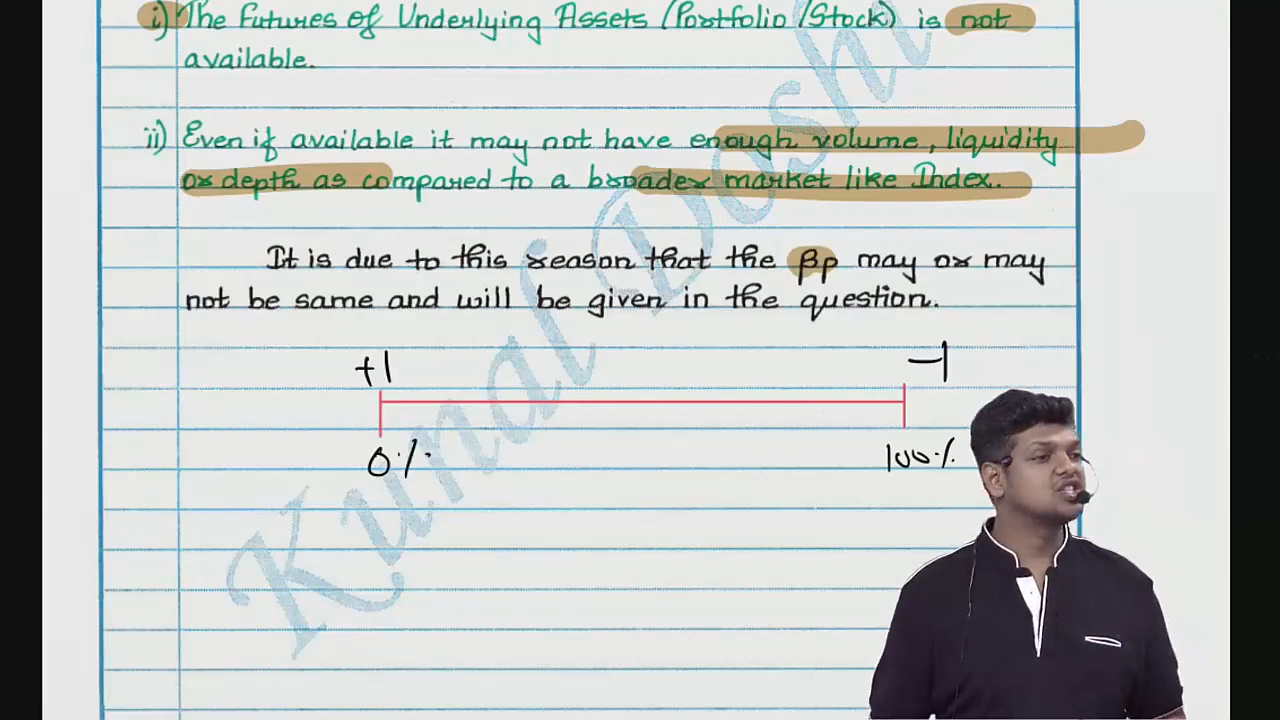 i) The Futures of Underlying Assets (Portfolio/Stock) is not
available.
ii) Even if available it may not have enough volume, liquidity
or depth as compared to a broader market like Index.
It is due to this reason that the βp may or may
not be same and will be given in the question.
+1 -1
0% 100%
Kunal Doshi